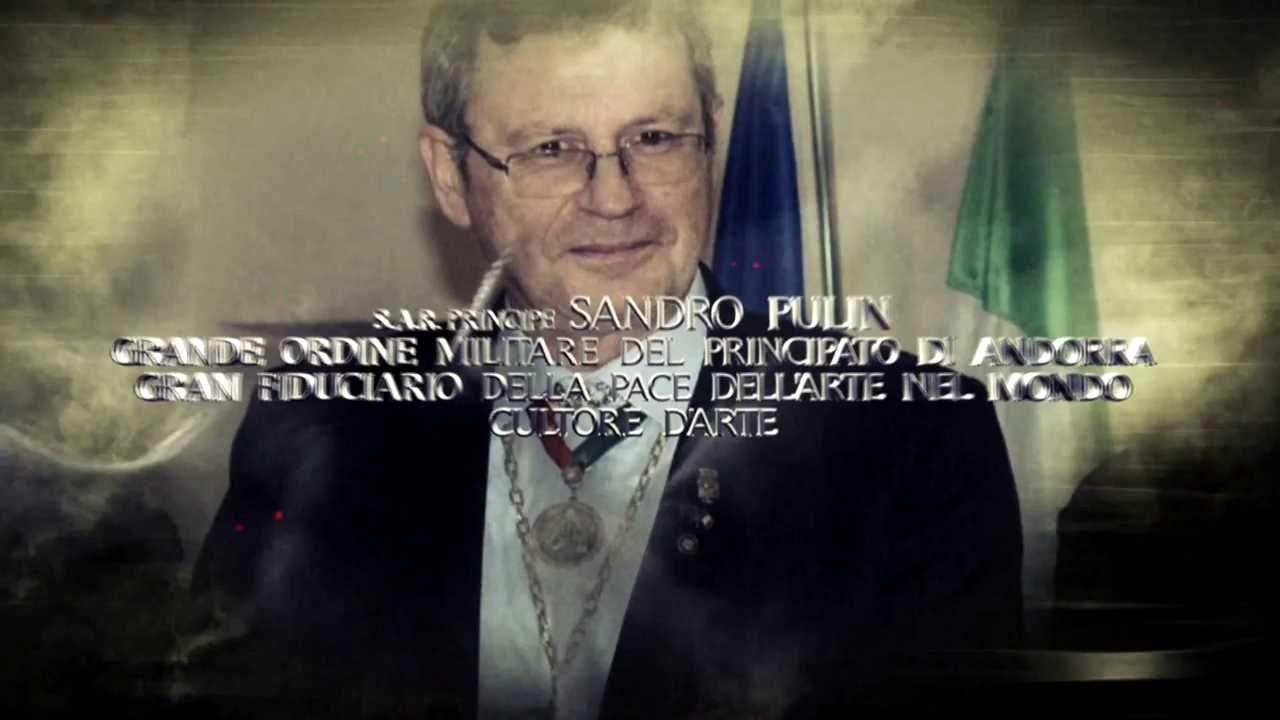 S.A.R. PRINCIPE SANDRO PULIN
GRANDE ORDINE MILITARE DEL PRINCIPATO DI ANDORRA
GRAN FIDUCIARIO DELLA PACE DELL'ARTE NEL MONDO
CULTORE D'ARTE